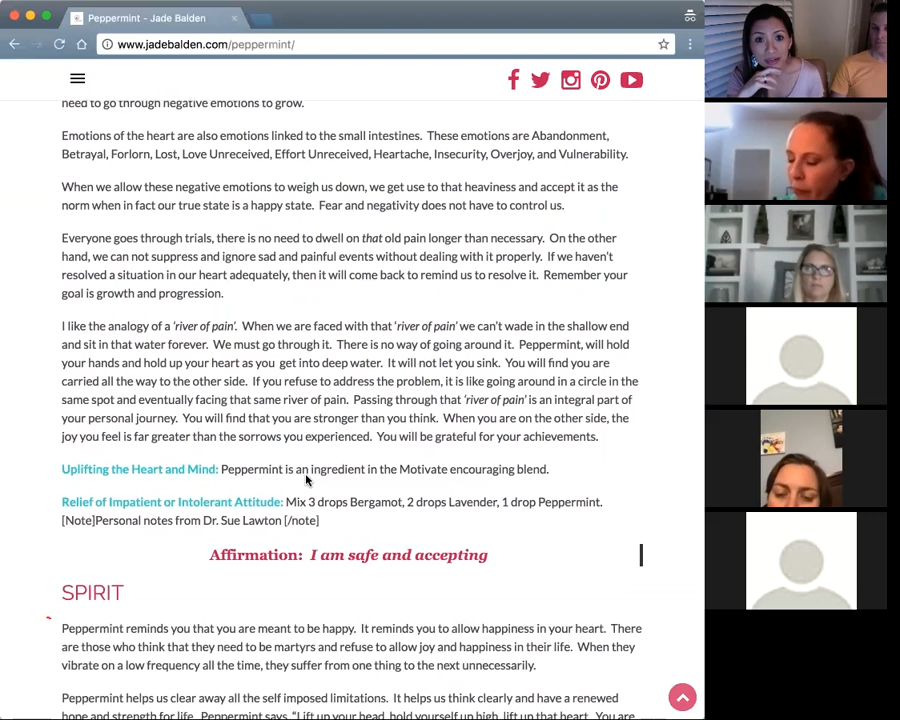 Peppermint - Jade Balden
www.jadebalden.com/peppermint/
need to go through negative emotions to grow.
Emotions of the heart are also emotions linked to the small intestines. These emotions are Abandonment,
Betrayal, Forlorn, Lost, Love Unreceived, Effort Unreceived, Heartache, Insecurity, Overjoy, and Vulnerability.
When we allow these negative emotions to weigh us down, we get use to that heaviness and accept it as the
norm when in fact our true state is a happy state. Fear and negativity does not have to control us.
Everyone goes through trials, there is no need to dwell on that old pain longer than necessary. On the other
hand, we can not suppress and ignore sad and painful events without dealing with it properly. If we haven't
resolved a situation in our heart adequately, then it will come back to remind us to resolve it. Remember your
goal is growth and progression.
I like the analogy of a 'river of pain'. When we are faced with that 'river of pain' we can't wade in the shallow end
and sit in that water forever. We must go through it. There is no way of going around it. Peppermint, will hold
your hands and hold up your heart as you get into deep water. It will not let you sink. You will find you are
carried all the way to the other side. If you refuse to address the problem, it is like going around in a circle in the
same spot and eventually facing that same river of pain. Passing through that 'river of pain' is an integral part of
your personal journey. You will find that you are stronger than you think. When you are on the other side, the
joy you feel is far greater than the sorrows you experienced. You will be grateful for your achievements.
Uplifting the Heart and Mind: Peppermint is an ingredient in the Motivate encouraging blend.
Relief of Impatient or Intolerant Attitude: Mix 3 drops Bergamot, 2 drops Lavender, 1 drop Peppermint.
[Note]Personal notes from Dr. Sue Lawton [/note]
Affirmation: I am safe and accepting
SPIRIT
Peppermint reminds you that you are meant to be happy. It reminds you to allow happiness in your heart. There
are those who think that they need to be martyrs and refuse to allow joy and happiness in their life. When they
vibrate on a low frequency all the time, they suffer from one thing to the next unnecessarily.
Peppermint helps us clear away all the self imposed limitations. It helps us think clearly and have a renewed
hope and strength for life. Peppermint says, "Lift up your head, hold yourself up high, lift up that heart. You are